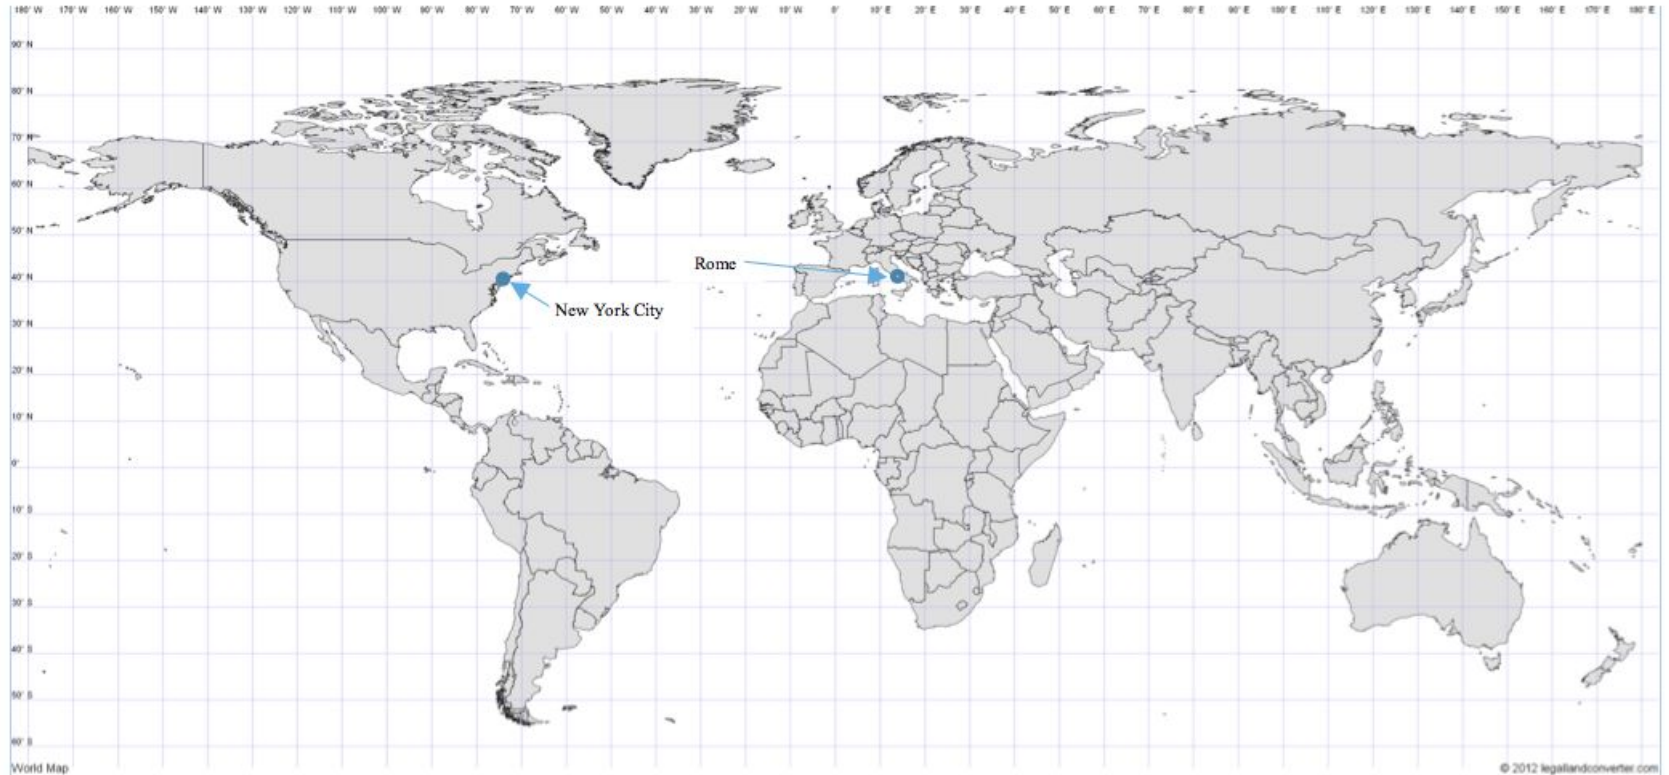 180° W 170° W 160° W 150° W 140° W 130° W 120° W 110° W 100° W 90° W 80° W 70° W 60° W 50° W 40° W 30° W 20° W 10° W 0° 10° E 20° E 30° E 40° E 50° E 60° E 70° E 80° E 90° E 100° E 110° E 120° E 130° E 140° E 150° E 160° E 170° E 180° E
90° N
80° N
70° N
60° N
50° N
40° N
30° N
20° N
10° N
0°
10° S
20° S
30° S
40° S
50° S
60° S
Rome
New York City
World Map
© 2012 legallandconverter.com